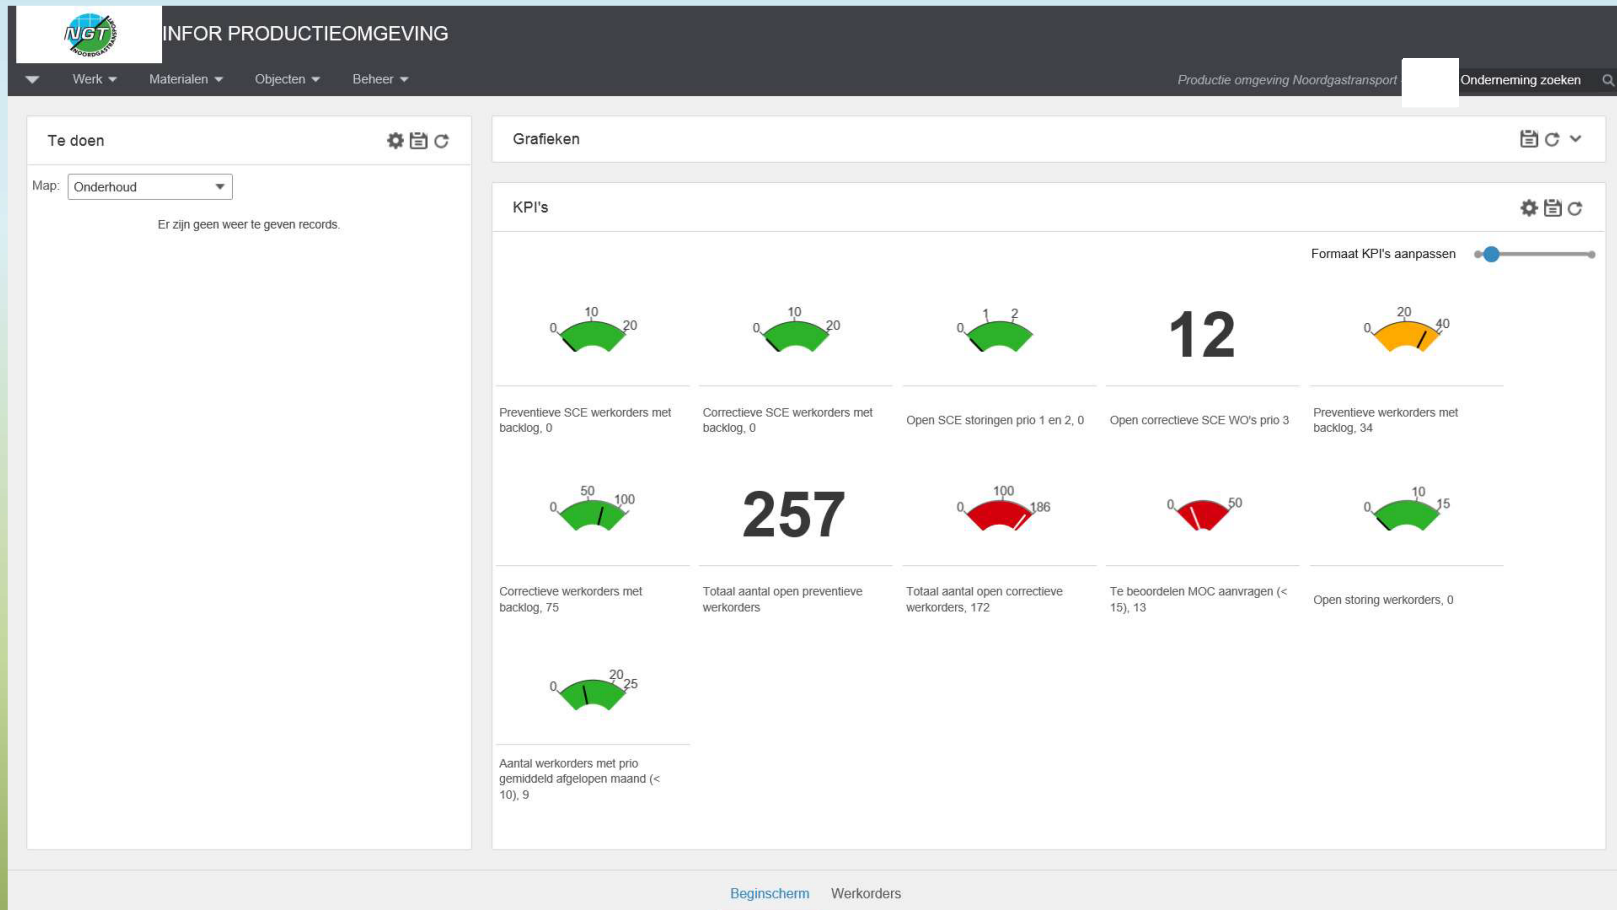 NGT
NOORDGASTRANSPORT
INFOR PRODUCTIEOMGEVING
Werk
Materialen
Objecten
Beheer
Productie omgeving Noordgastransport
Onderneming zoeken
Te doen
Map:
Onderhoud
Er zijn geen weer te geven records.
Grafieken
KPI's
Formaat KPI's aanpassen
0 10 20
0 10 20
0 1 2
12
0 20 40
Preventieve SCE werkorders met
backlog, 0
Correctieve SCE werkorders met
backlog, 0
Open SCE storingen prio 1 en 2, 0
Open correctieve SCE WO's prio 3
Preventieve werkorders met
backlog, 34
0 50 100
257
0 100 186
0 50
0 10 15
Correctieve werkorders met
backlog, 75
Totaal aantal open preventieve
werkorders
Totaal aantal open correctieve
werkorders, 172
Te beoordelen MOC aanvragen (<
15), 13
Open storing werkorders, 0
0 20 25
Aantal werkorders met prio
gemiddeld afgelopen maand (<
10), 9
Beginscherm
Werkorders